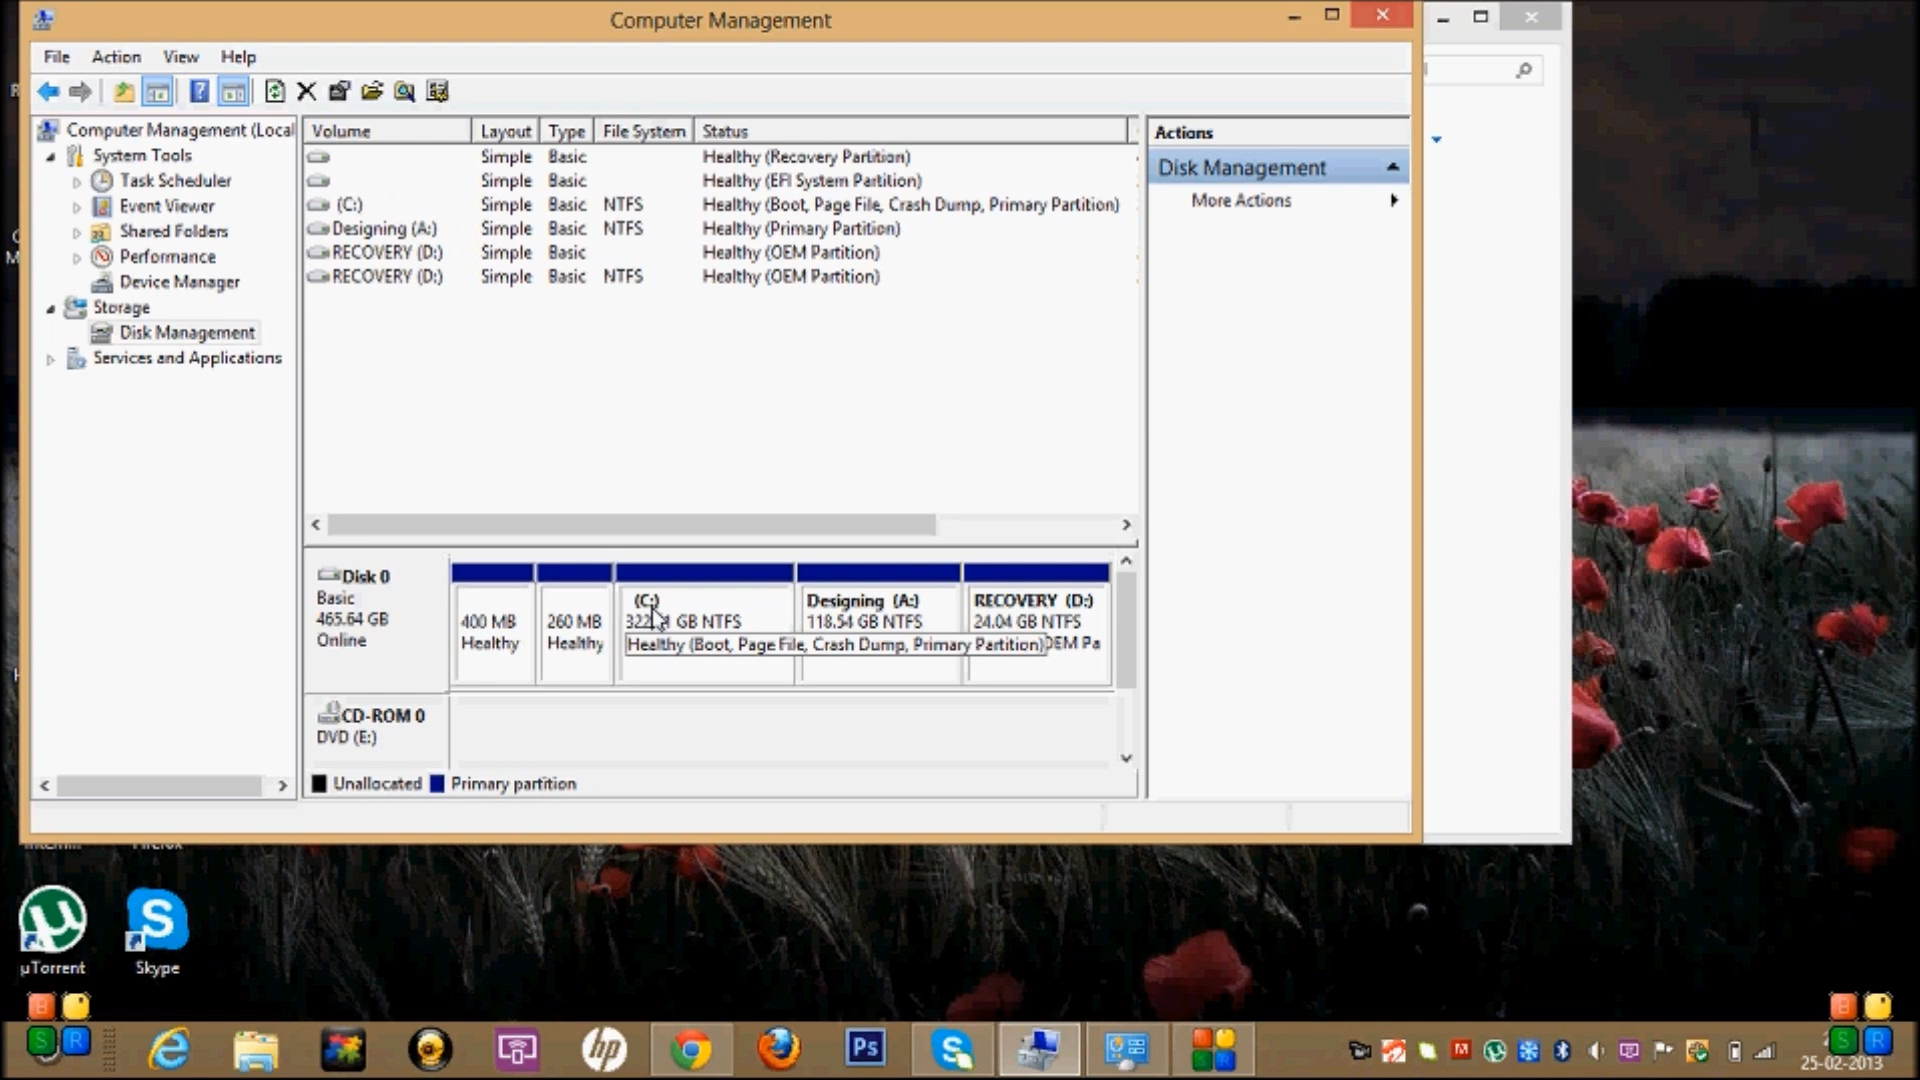 Computer Management
File Action View Help
Computer Management (Local
System Tools
Task Scheduler
Event Viewer
Shared Folders
Performance
Device Manager
Storage
Disk Management
Services and Applications
Volume Layout Type File System Status
Simple Basic Healthy (Recovery Partition)
Simple Basic Healthy (EFI System Partition)
(C:) Simple Basic NTFS Healthy (Boot, Page File, Crash Dump, Primary Partition)
Designing (A:) Simple Basic NTFS Healthy (Primary Partition)
RECOVERY (D:) Simple Basic Healthy (OEM Partition)
RECOVERY (D:) Simple Basic NTFS Healthy (OEM Partition)
Actions
Disk Management
More Actions
Disk 0
Basic
465.64 GB
Online
400 MB
Healthy
260 MB
Healthy
(C:)
GB NTFS
Healthy (Boot, Page File, Crash Dump, Primary Partition)
Designing (A:)
118.54 GB NTFS
RECOVERY (D:)
24.04 GB NTFS
OEM Pa
CD-ROM 0
DVD (E:)
Unallocated Primary partition
µTorrent
Skype
B
S R
hp
Ps
B
S R
25-02-2013